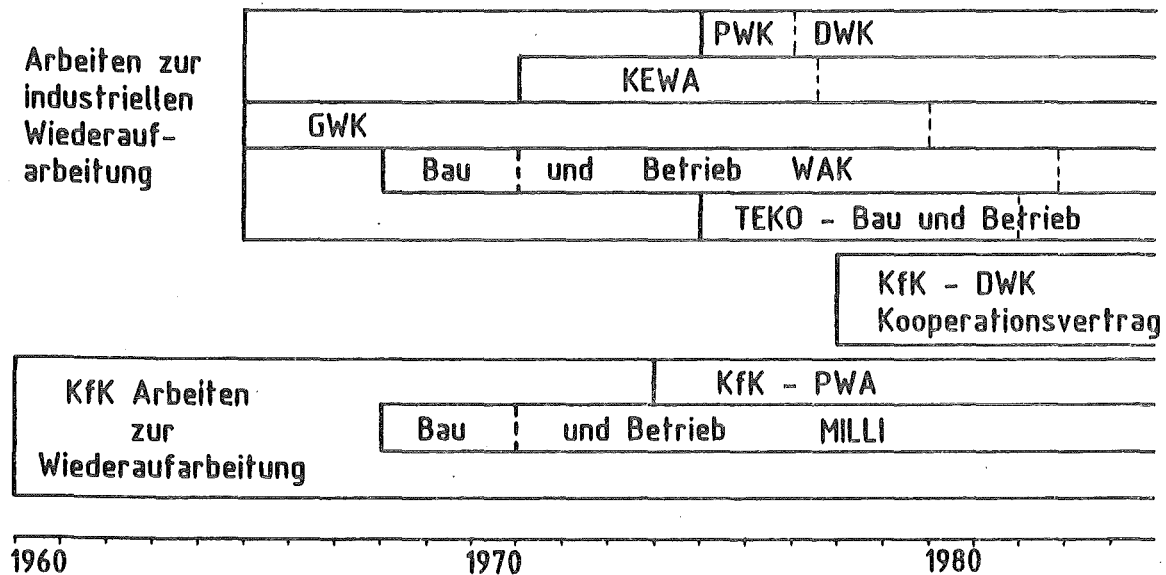 Arbeiten zur
industriellen
Wiederauf-
arbeitung
PWK DWK
KEWA
GWK
Bau und Betrieb WAK
TEKO - Bau und Betrieb
KfK - DWK
Kooperationsvertrag
KfK Arbeiten
zur
Wiederaufarbeitung
KfK - PWA
Bau und Betrieb MILLI
1960 1970 1980